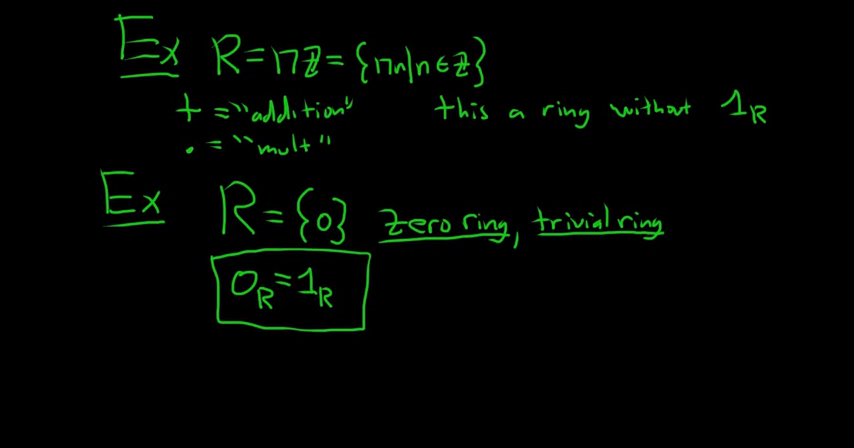 Ex R = 17ℤ = {17n|n ∈ ℤ}
+ = "addition" this a ring without 1_R
· = "mult"
Ex R = {0} zero ring, trivial ring
0_R = 1_R